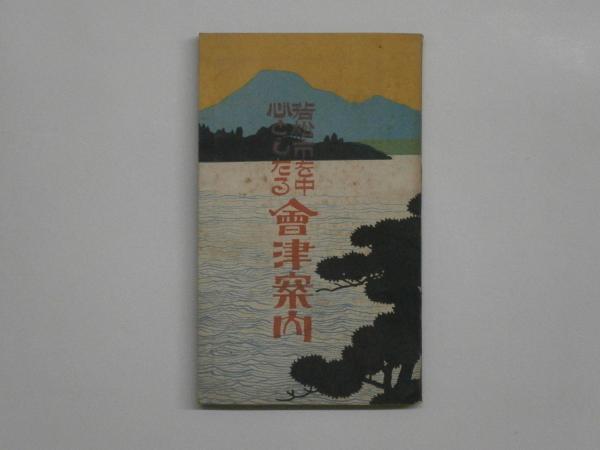 若松市を中
心としたる
會津案内